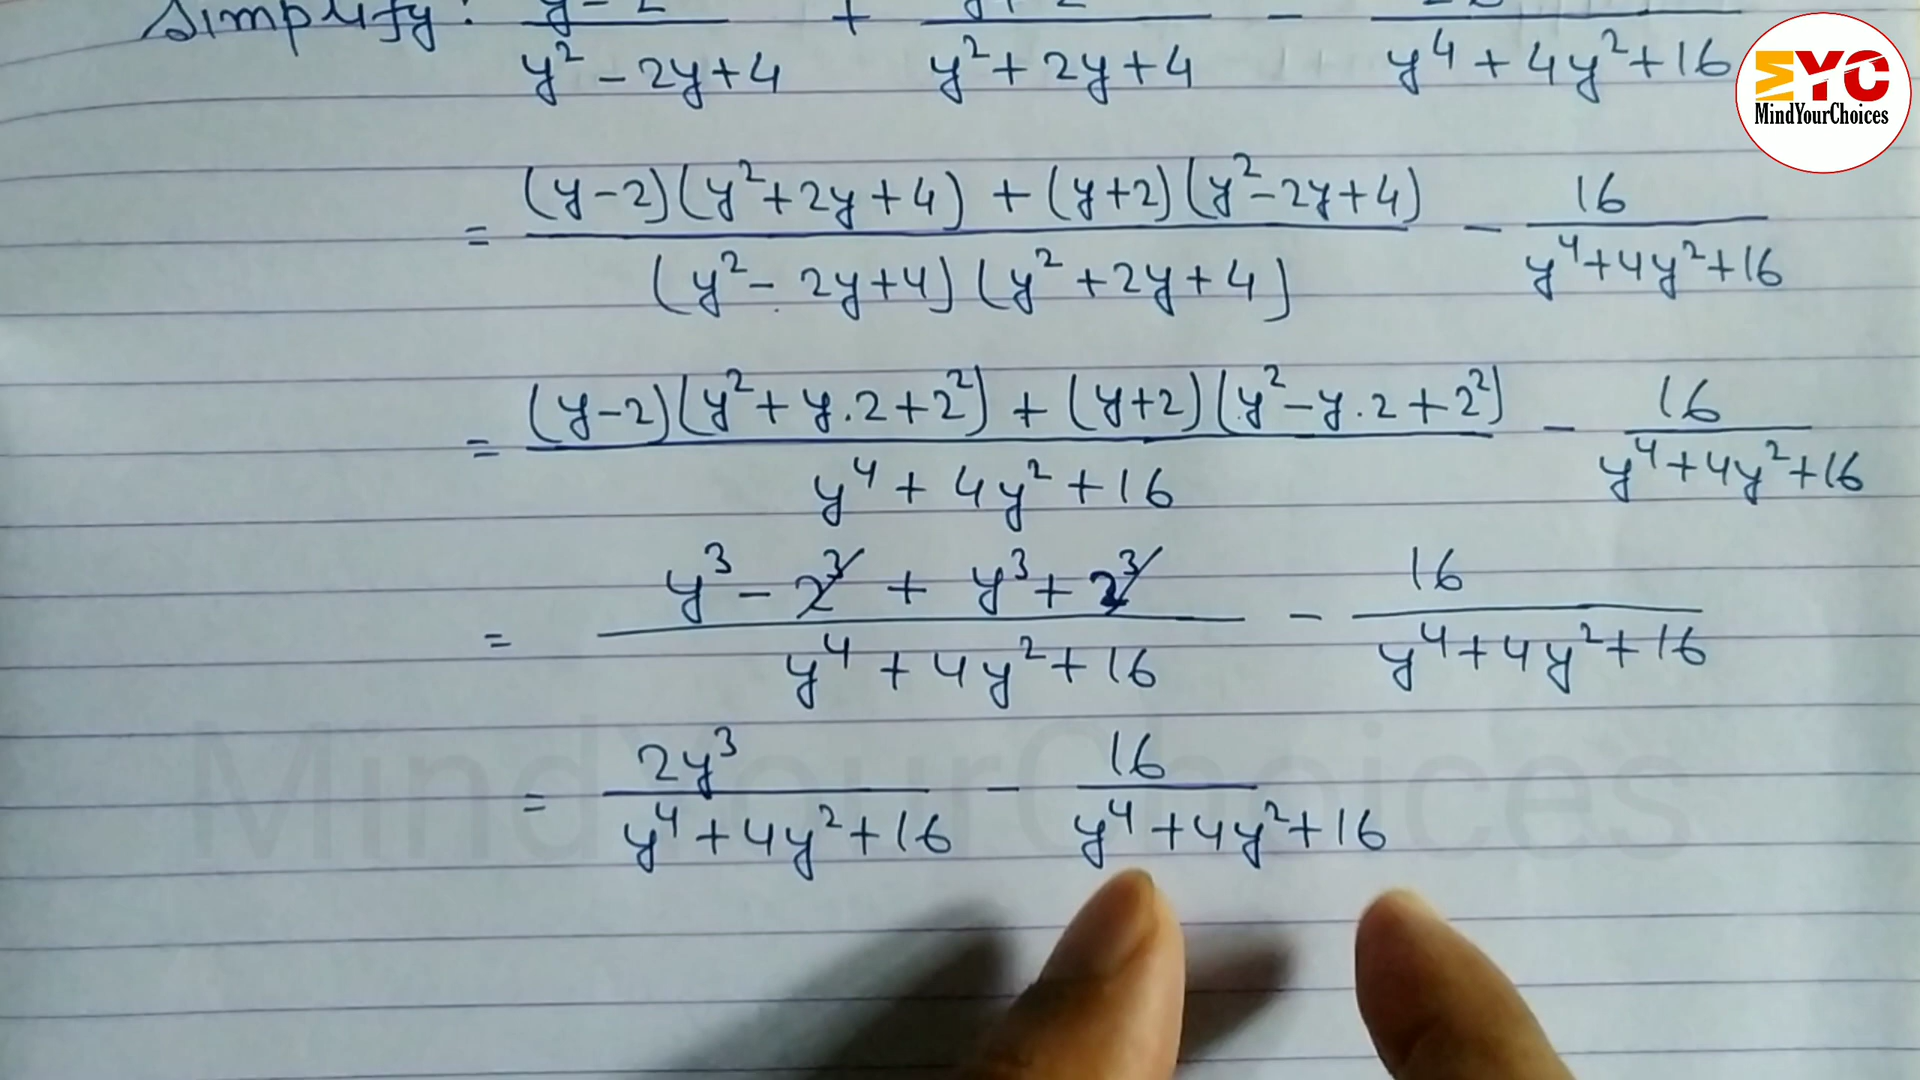 Simplify: y-2/(y²-2y+4) + y+2/(y²+2y+4) - /(y⁴+4y²+16)
MYC
MindYourChoices
= ((y-2)(y²+2y+4) + (y+2)(y²-2y+4))/((y²-2y+4)(y²+2y+4)) - 16/(y⁴+4y²+16)
= ((y-2)(y²+y.2+2²) + (y+2)(y²-y.2+2²))/(y⁴+4y²+16) - 16/(y⁴+4y²+16)
= (y³-2³ + y³+2³)/(y⁴+4y²+16) - 16/(y⁴+4y²+16)
= 2y³/(y⁴+4y²+16) - 16/(y⁴+4y²+16)
MindYourChoices